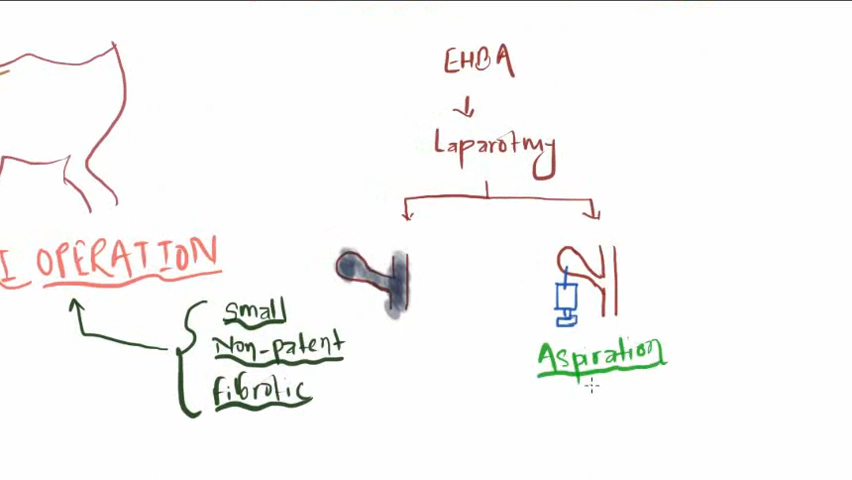 EHBA
Laparotmy
I OPERATION
Small
Non-patent
Fibrotic
Aspiration